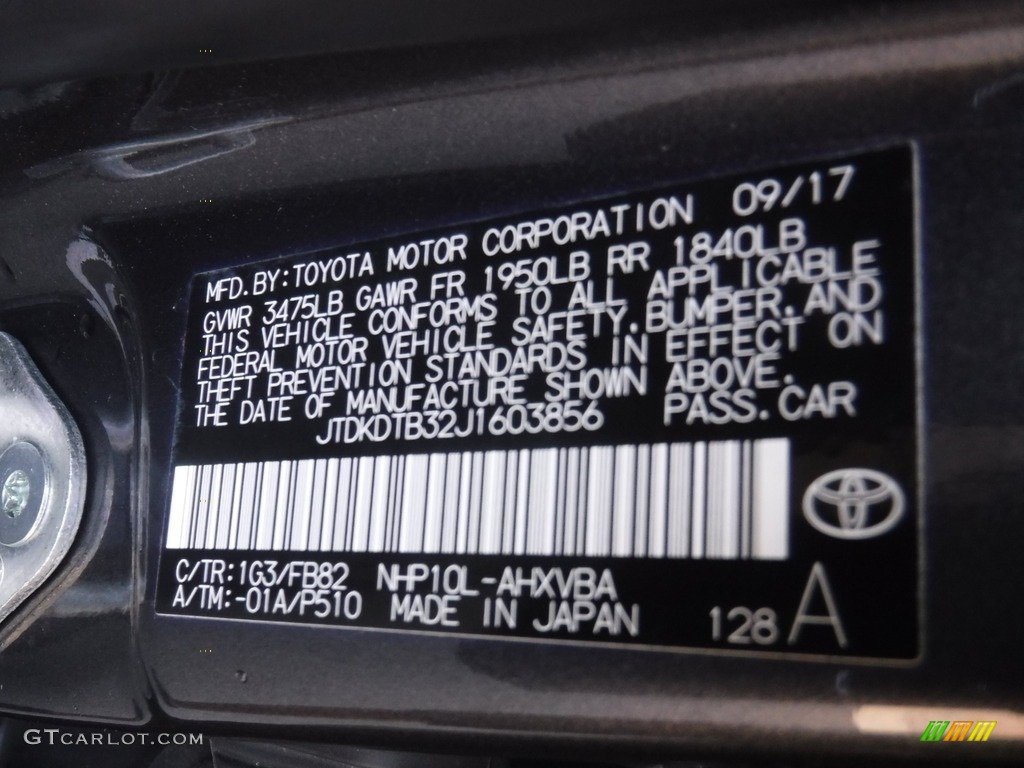 MFD. BY: TOYOTA MOTOR CORPORATION 09/17
GVWR 3475LB GAWR FR 1950LB RR 1840LB
THIS VEHICLE CONFORMS TO ALL APPLICABLE
FEDERAL MOTOR VEHICLE SAFETY, BUMPER, AND
THEFT PREVENTION STANDARDS IN EFFECT ON
THE DATE OF MANUFACTURE SHOWN ABOVE.
JTDKDTB32J1603856 PASS. CAR
C/TR: 1G3/FB82 NHP10L-AHXVBA
A/TM: -01A/P510 MADE IN JAPAN 128 A
GTCARLOT.COM